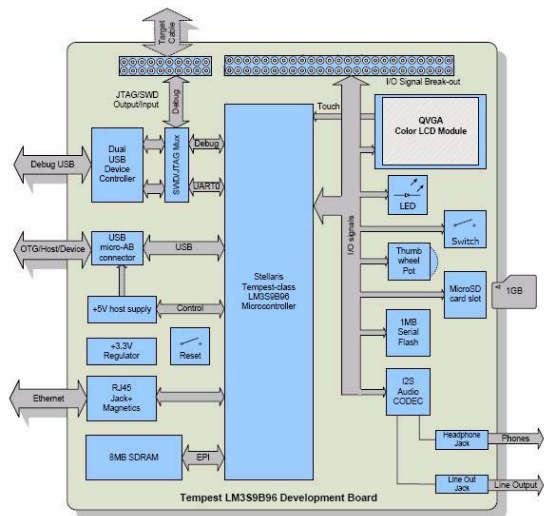 Target
Cable
JTAG/SWD
Output/Input
Debug
I/O Signal Break-out
Touch
QVGA
Color LCD Module
Debug USB
Dual
USB
Device
Controller
SWD/JTAG Mux
Debug
UART0
LED
I/O signals
Switch
OTG/Host/Device
USB
micro-AB
connector
USB
Stellaris
Tempest-class
LM3S9B96
Microcontroller
Thumb
wheel
Pot
MicroSD
card slot
1GB
+5V host supply
Control
+3.3V
Regulator
Reset
1MB
Serial
Flash
Ethernet
RJ45
Jack+
Magnetics
I2S
Audio
CODEC
8MB SDRAM
EPI
Headphone
Jack
Phones
Line Out
Jack
Line Output
Tempest LM3S9B96 Development Board